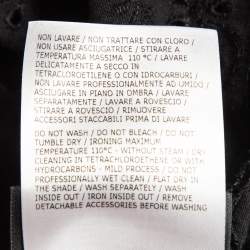 NON LAVARE / NON TRATTARE CON CLORO /
NON USARE ASCIUGATRICE / STIRARE A
TEMPERATURA MASSIMA 110 °C / LAVARE
DELICATAMENTE A SECCO IN
TETRACLOROETILENE O CON IDROCARBURI /
NON LAVARE PROFESSIONALMENTE AD UMIDO /
ASCIUGARE IN PIANO IN OMBRA / LAVARE
SEPARATAMENTE / LAVARE A ROVESCIO /
STIRARE A ROVESCIO / RIMUOVERE
ACCESSORI STACCABILI PRIMA DI LAVARE
DO NOT WASH / DO NOT BLEACH / DO NOT
TUMBLE DRY / IRONING MAXIMUM
TEMPERATURE 110°C - WITHOUT STEAM / DRY
CLEANING IN TETRACHLOROETHENE OR WITH
HYDROCARBONS - MILD PROCESS / DO NOT
PROFESSIONALLY WET CLEAN / FLAT DRY IN
THE SHADE / WASH SEPARATELY / WASH
INSIDE OUT / IRON INSIDE OUT / REMOVE
DETACHABLE ACCESSORIES BEFORE WASHING